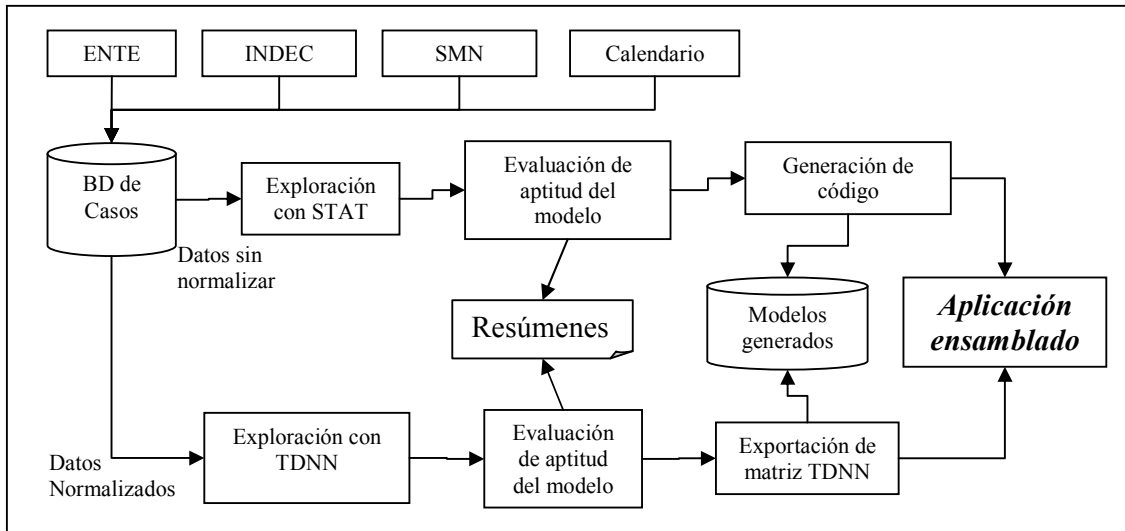 ENTE
INDEC
SMN
Calendario
BD de
Casos
Exploración
con STAT
Evaluación de
aptitud del
modelo
Generación de
código
Datos sin
normalizar
Resúmenes
Modelos
generados
Aplicación
ensamblado
Datos
Normalizados
Exploración con
TDNN
Evaluación
de aptitud
del modelo
Exportación de
matriz TDNN